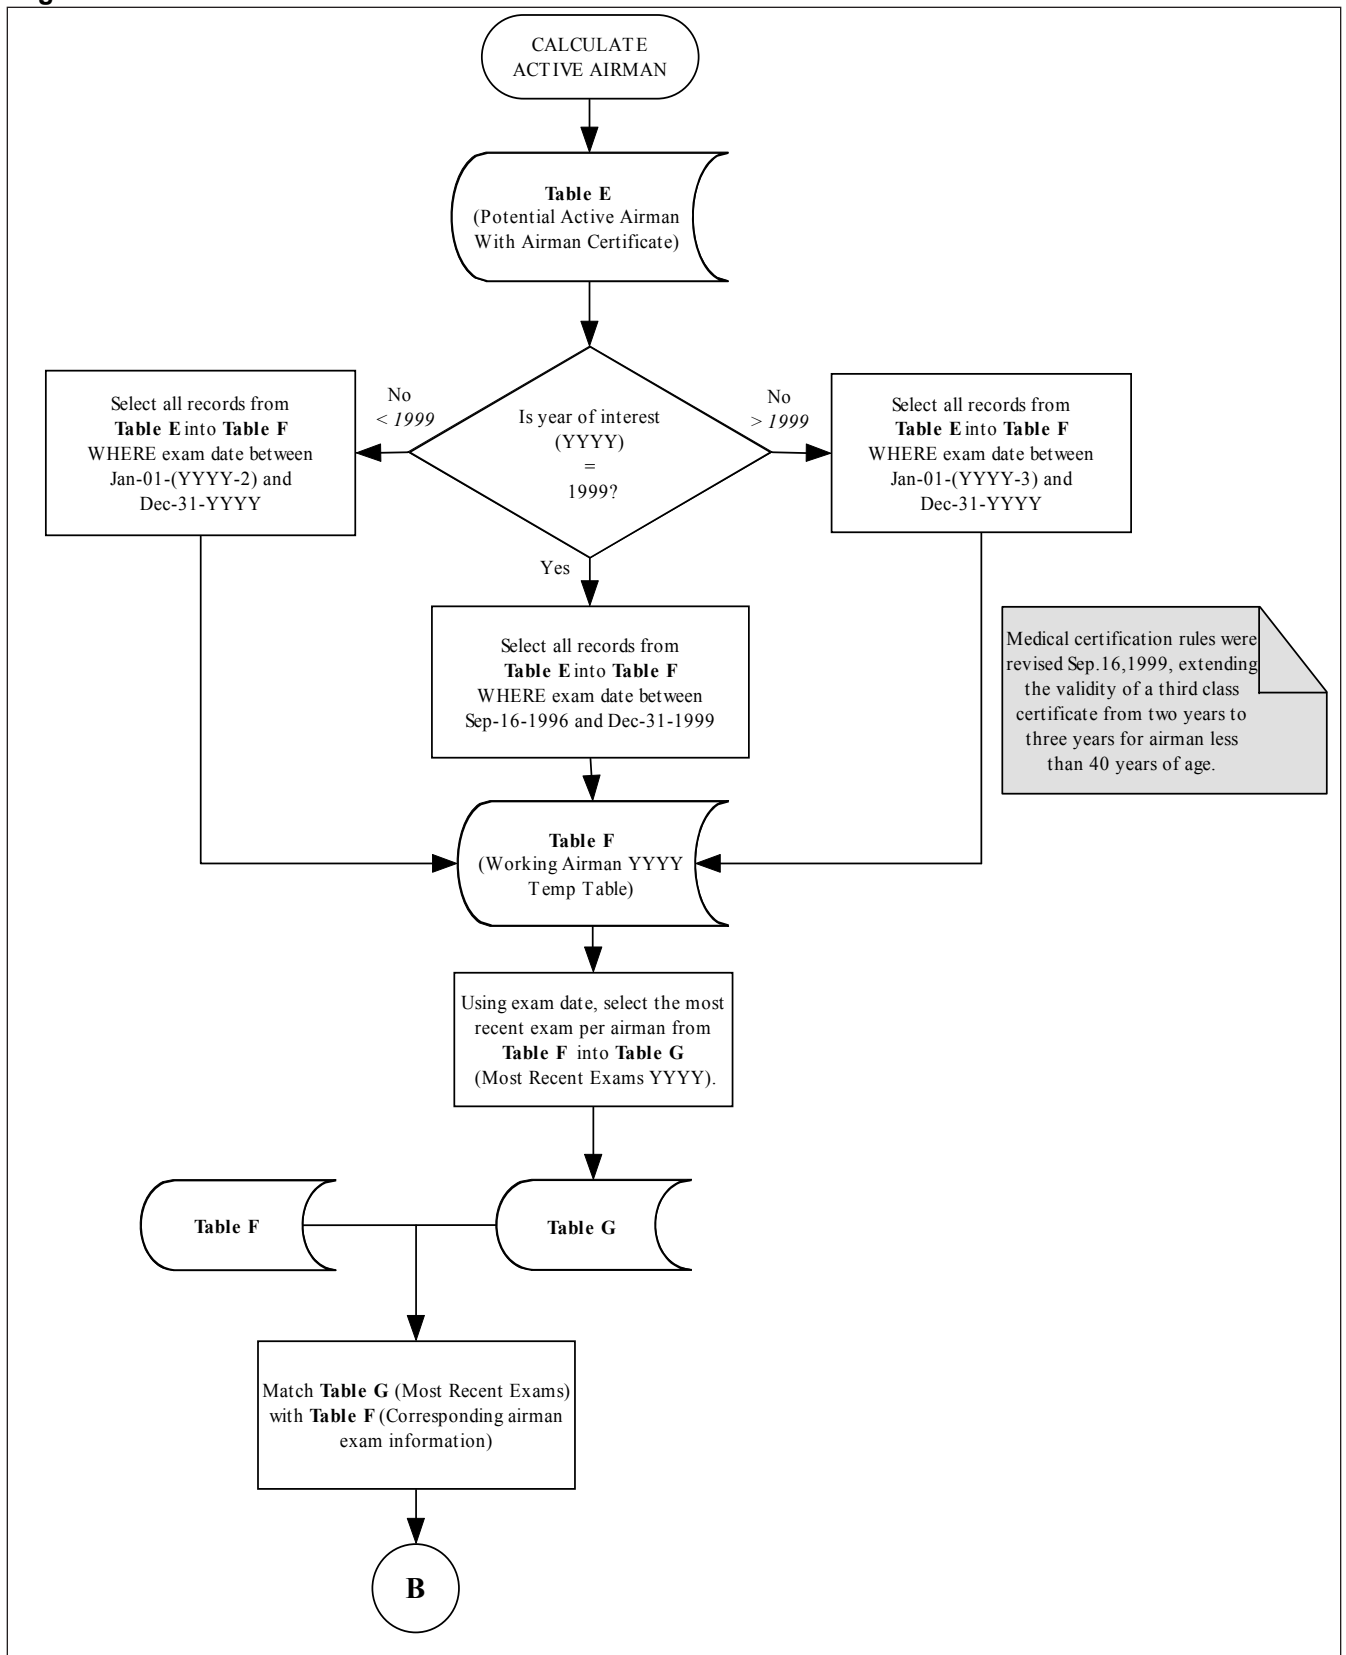 CALCULATE
ACTIVE AIRMAN
Table E
(Potential Active Airman
With Airman Certificate)
Select all records from
Table E into Table F
WHERE exam date between
Jan-01-(YYYY-2) and
Dec-31-YYYY
No
< 1999
Is year of interest
(YYYY)
=
1999?
No
> 1999
Select all records from
Table E into Table F
WHERE exam date between
Jan-01-(YYYY-3) and
Dec-31-YYYY
Yes
Select all records from
Table E into Table F
WHERE exam date between
Sep-16-1996 and Dec-31-1999
Medical certification rules were
revised Sep.16,1999, extending
the validity of a third class
certificate from two years to
three years for airman less
than 40 years of age.
Table F
(Working Airman YYYY
Temp Table)
Using exam date, select the most
recent exam per airman from
Table F into Table G
(Most Recent Exams YYYY).
Table F
Table G
Match Table G (Most Recent Exams)
with Table F (Corresponding airman
exam information)
B